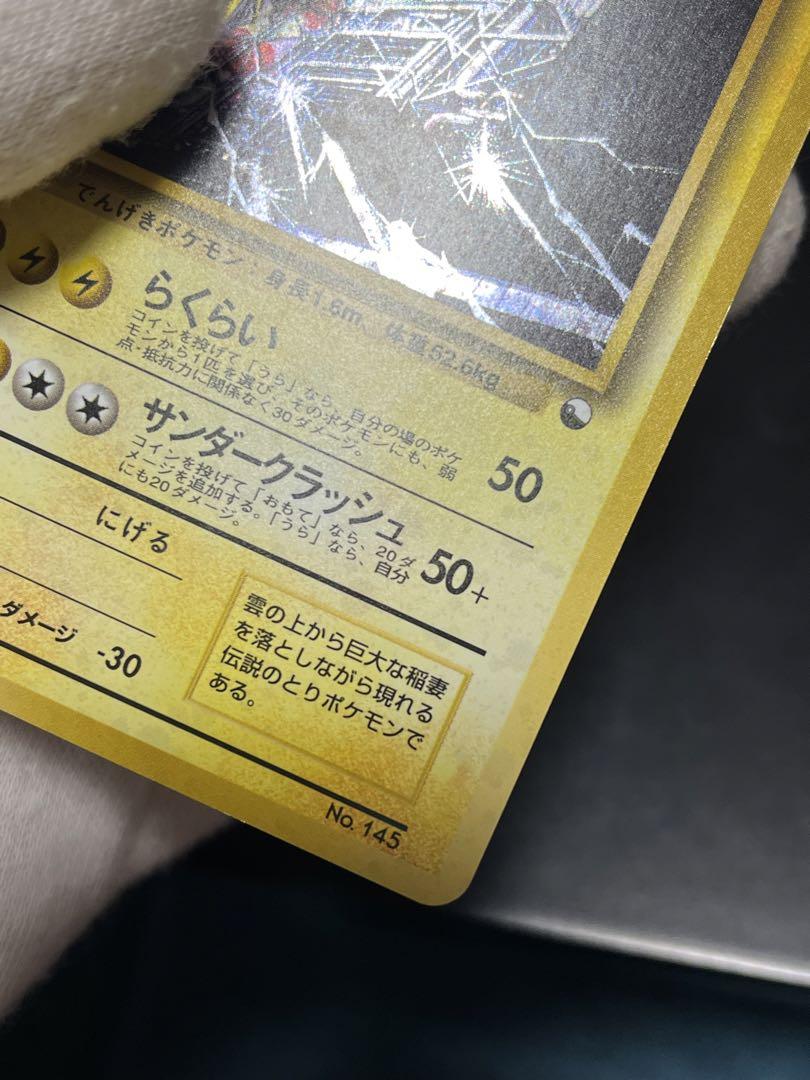 でんげきポケモン 身長1.6m、体重52.6kg
らくらい
コインを投げて「うら」なら、自分の場のポケ
モンから1匹を選び、そのポケモンにも、弱
点・抵抗力に関係なく30ダメージ。
50
サンダークラッシュ
コインを投げて「おもて」なら、20ダ
メージを追加する。「うら」なら、自分
にも20ダメージ。
50+
にげる
ダメージ -30
雲の上から巨大な稲妻
を落としながら現れる
伝説のとりポケモンで
ある。
No. 145